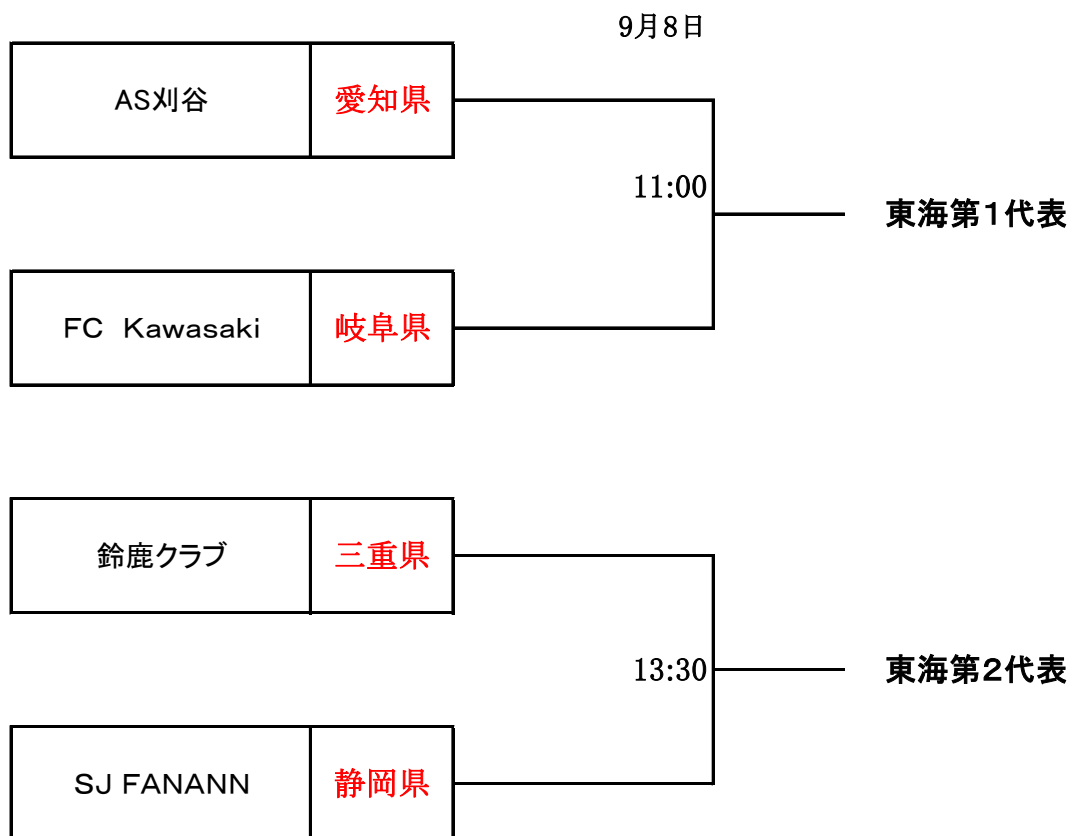 9月8日
AS刈谷 愛知県
11:00
東海第1代表
FC Kawasaki 岐阜県
鈴鹿クラブ 三重県
13:30
東海第2代表
SJ FANANN 静岡県